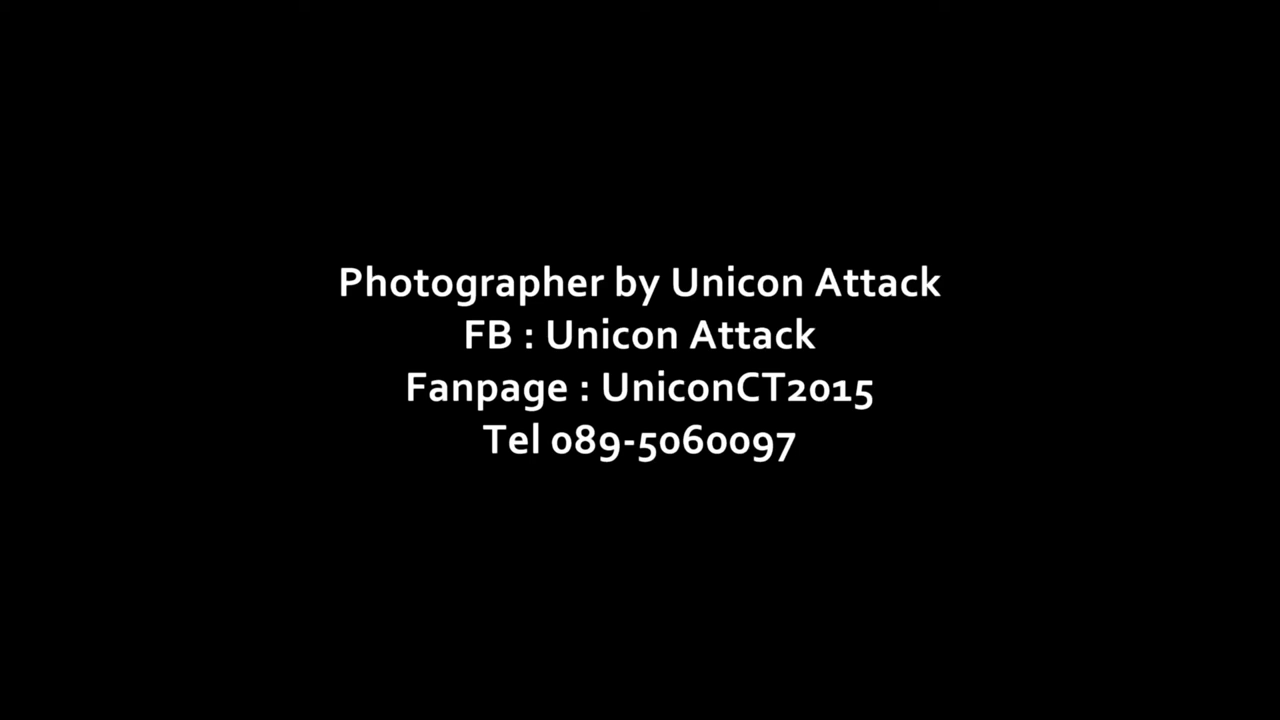 Photographer by Unicon Attack
FB : Unicon Attack
Fanpage : UniconCT2015
Tel 089-5060097